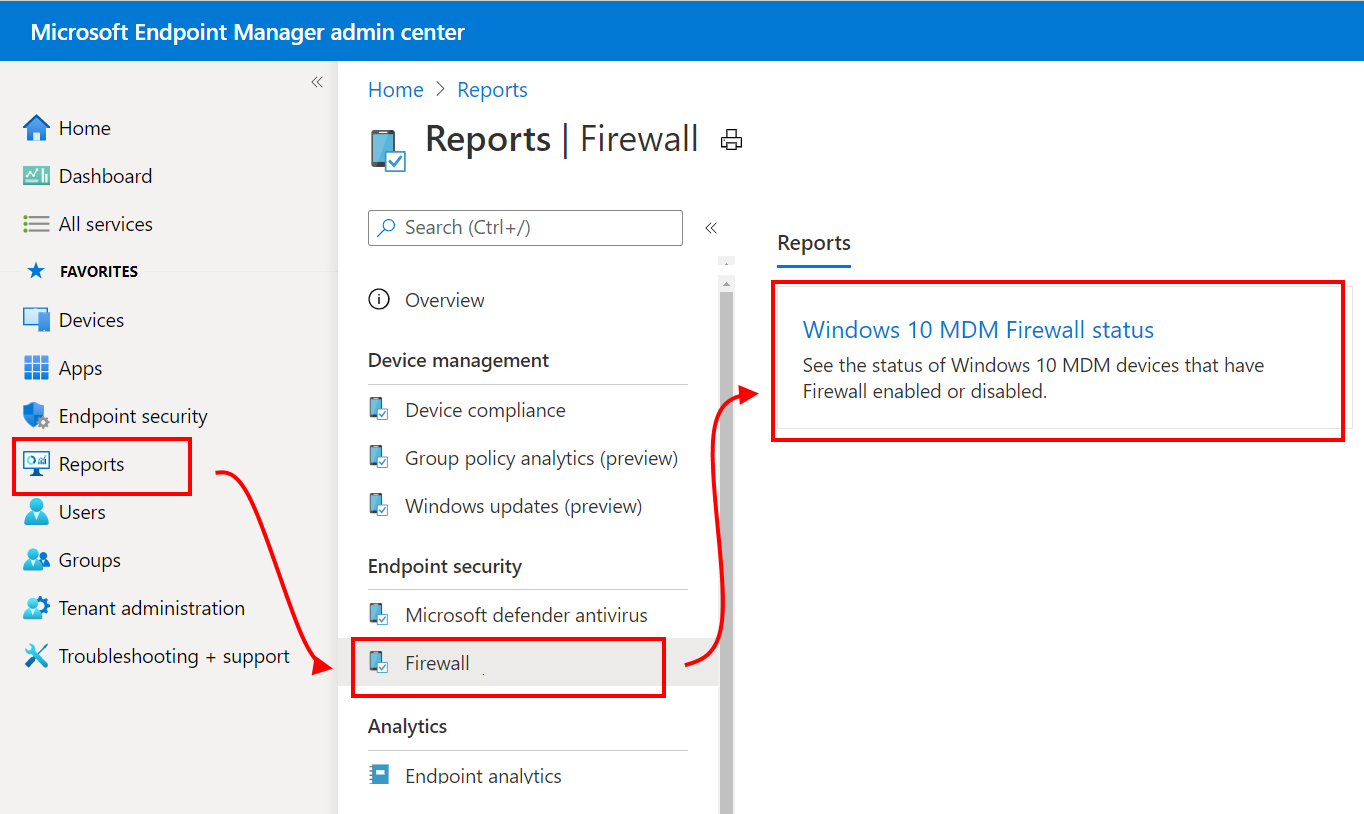 Microsoft Endpoint Manager admin center
Home
Dashboard
All services
FAVORITES
Devices
Apps
Endpoint security
Reports
Users
Groups
Tenant administration
Troubleshooting + support
Home > Reports
Reports | Firewall
Search (Ctrl+/)
Overview
Device management
Device compliance
Group policy analytics (preview)
Windows updates (preview)
Endpoint security
Microsoft defender antivirus
Firewall
Analytics
Endpoint analytics
Reports
Windows 10 MDM Firewall status
See the status of Windows 10 MDM devices that have
Firewall enabled or disabled.